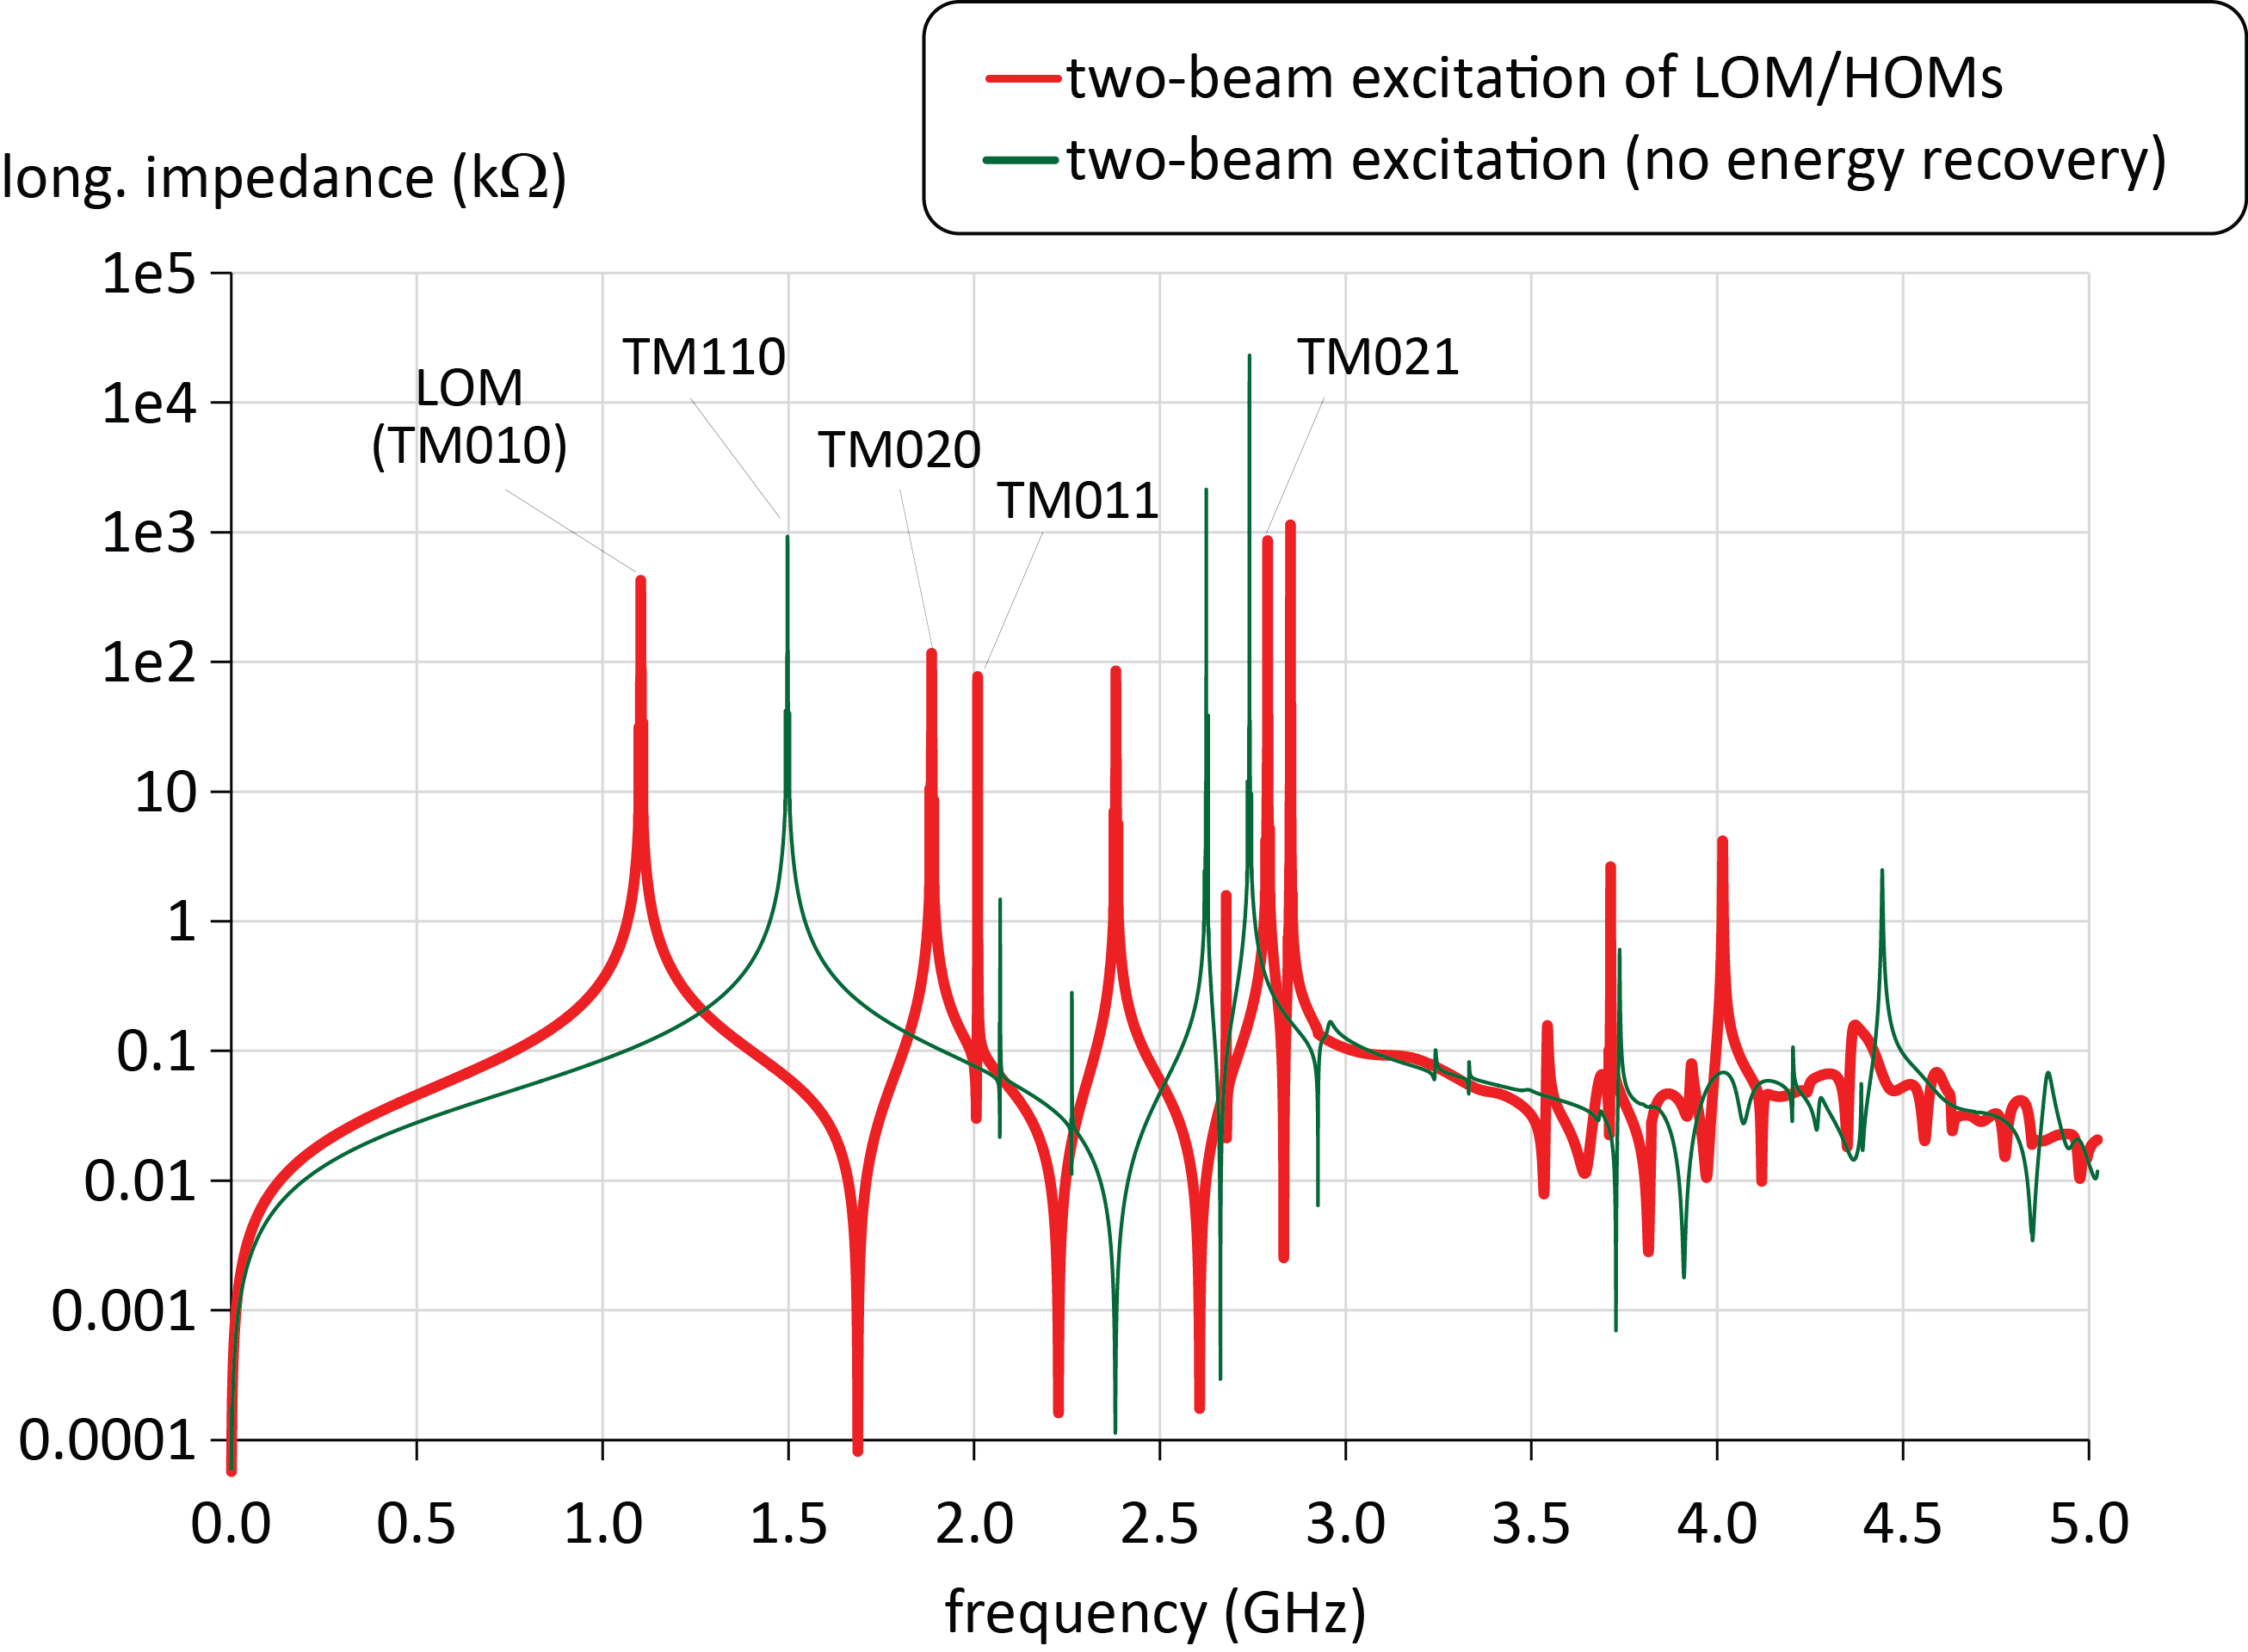 two-beam excitation of LOM/HOMs
two-beam excitation (no energy recovery)
long. impedance (kΩ)
1e5
1e4
1e3
1e2
10
1
0.1
0.01
0.001
0.0001
LOM
(TM010)
TM110
TM020
TM011
TM021
0.0 0.5 1.0 1.5 2.0 2.5 3.0 3.5 4.0 4.5 5.0
frequency (GHz)